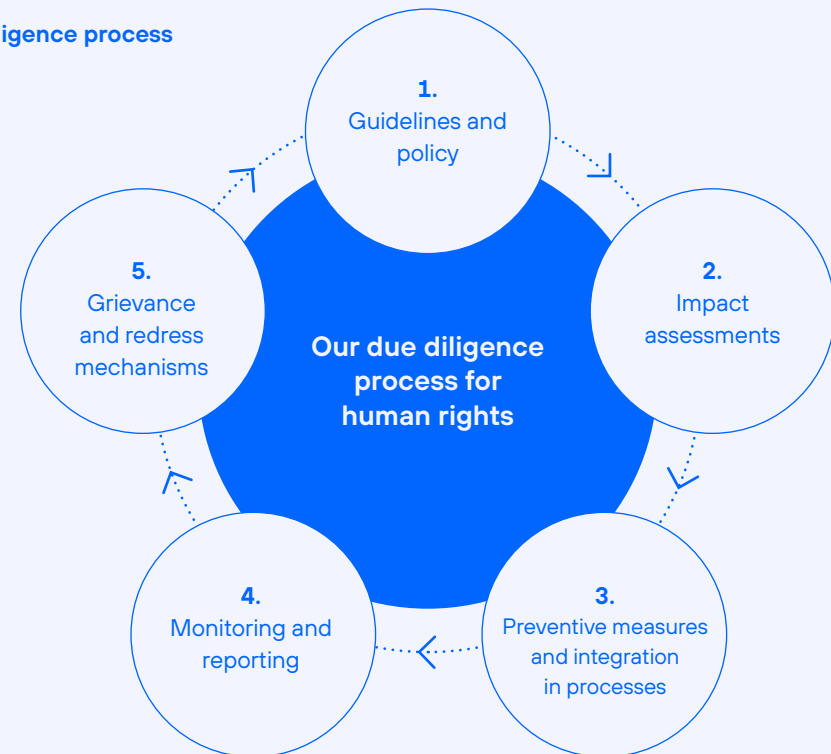 igence process
1.
Guidelines and
policy
2.
Impact
assessments
3.
Preventive measures
and integration
in processes
4.
Monitoring and
reporting
5.
Grievance
and redress
mechanisms
Our due diligence
process for
human rights